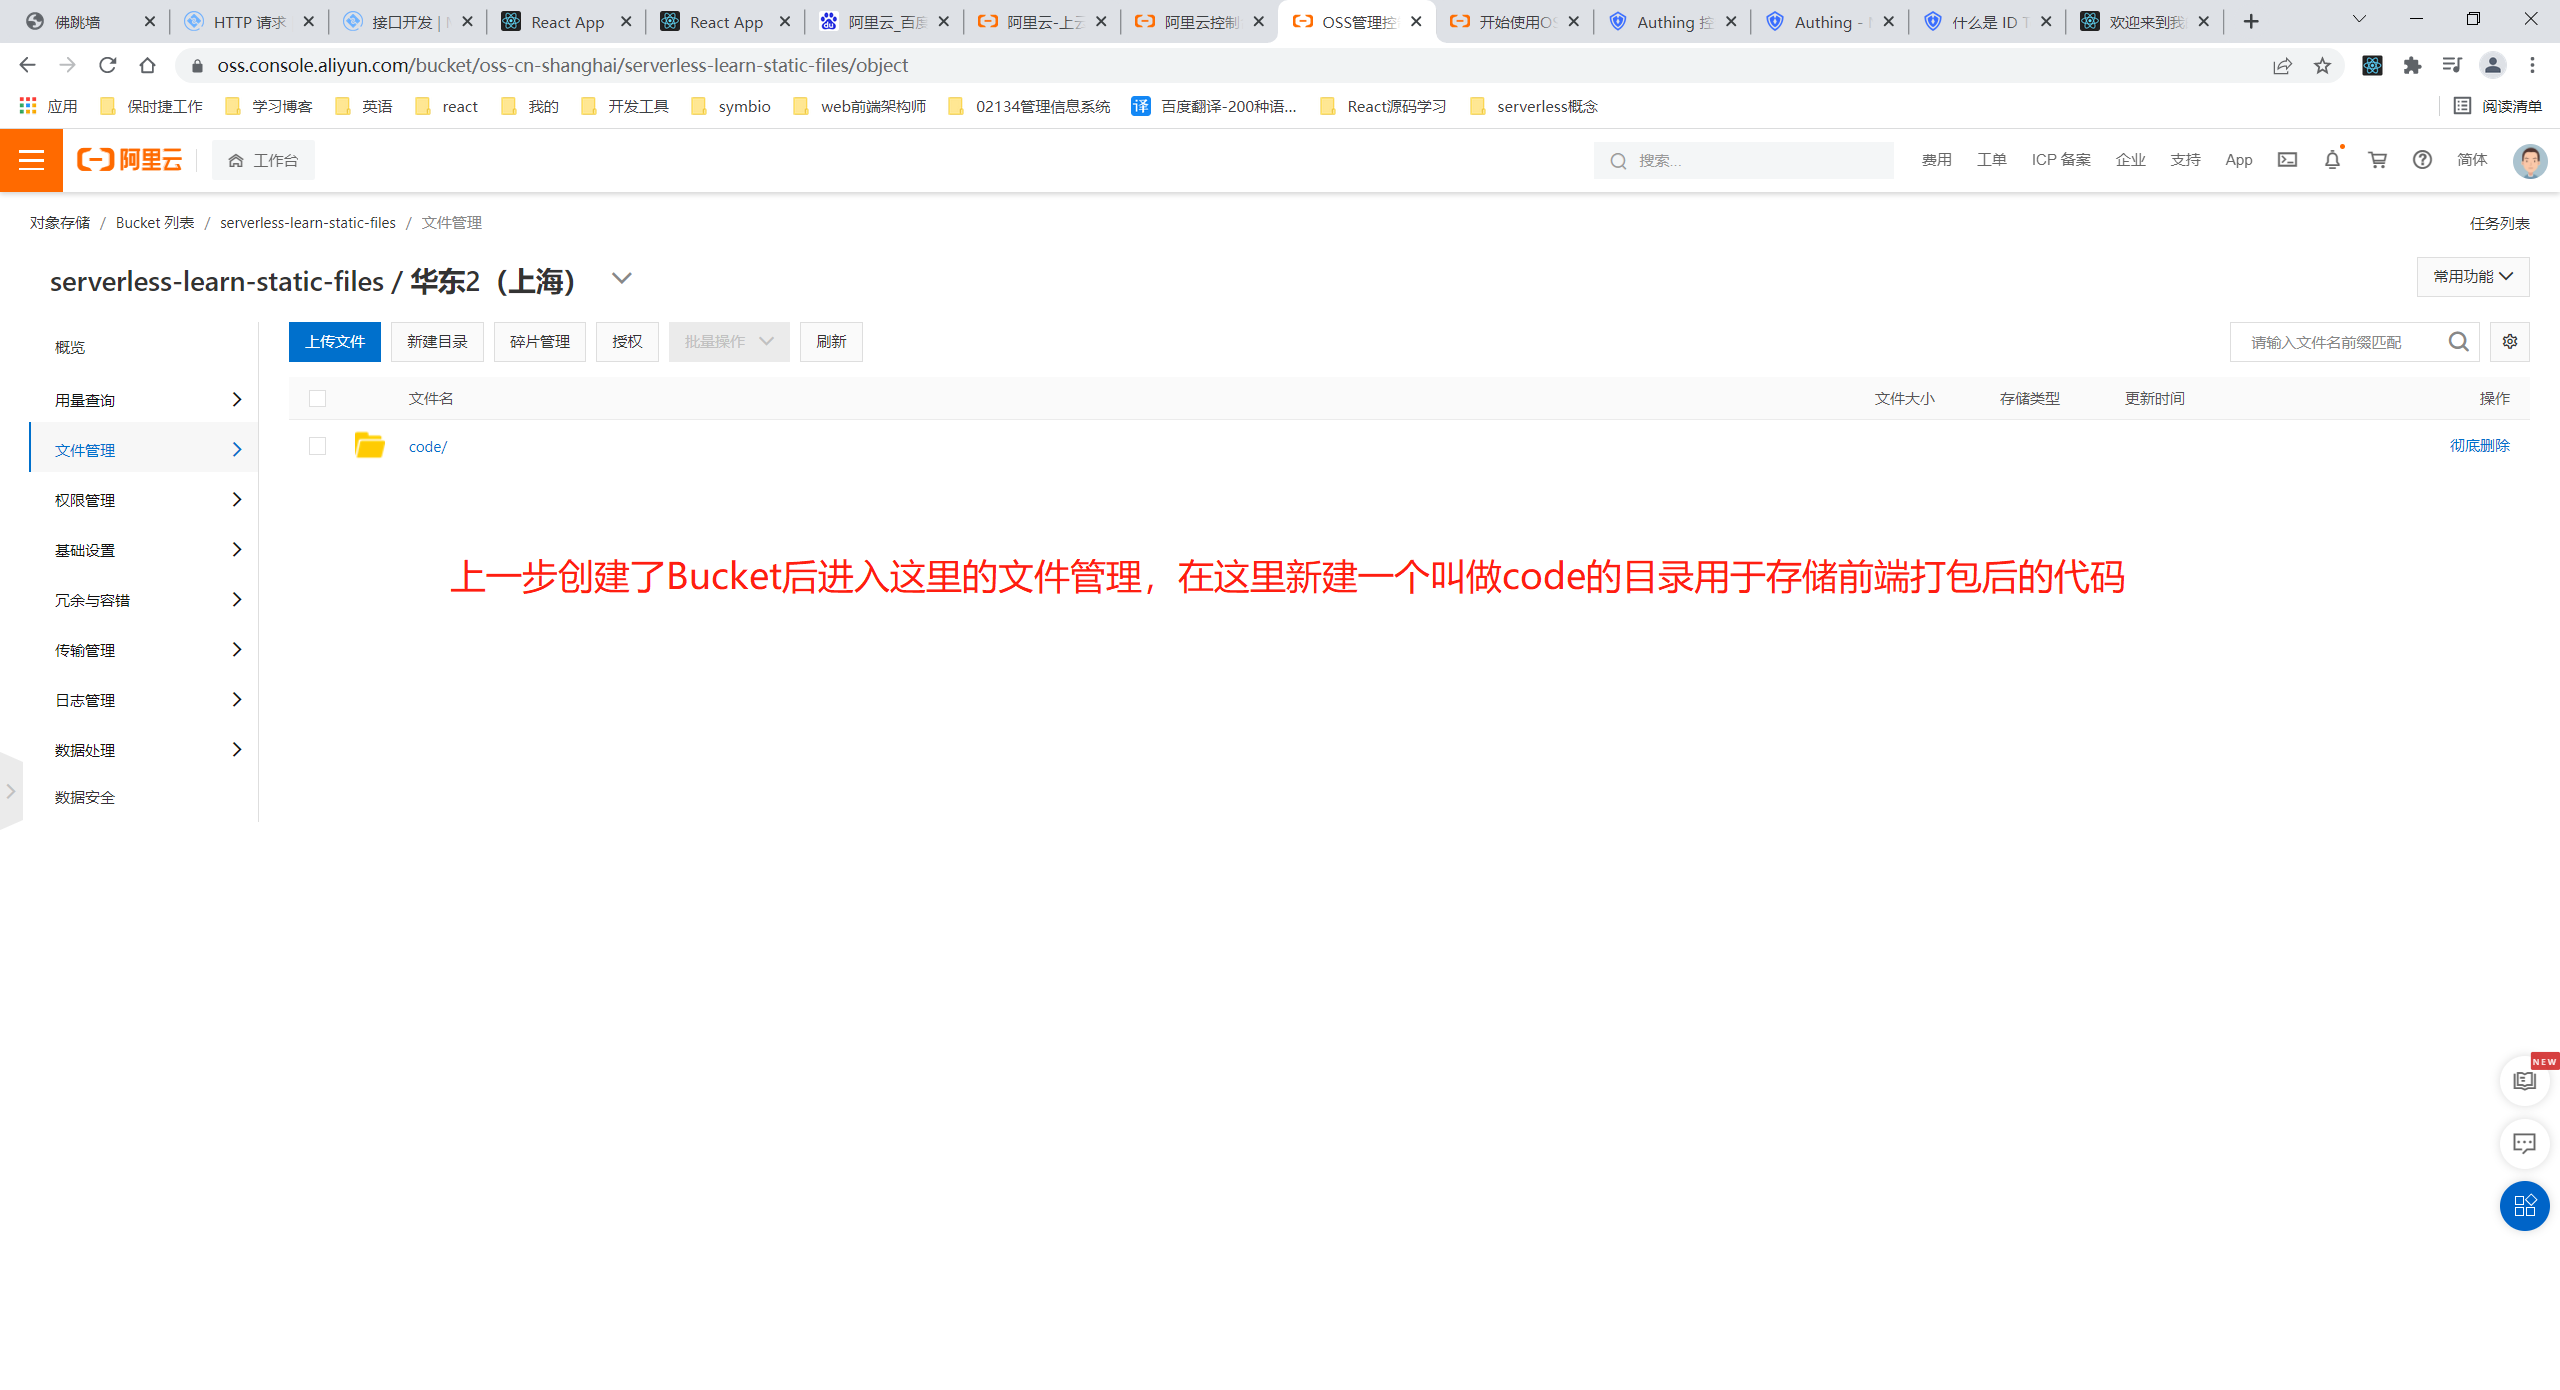 佛跳墙
HTTP 请求
接口开发 |
React App
React App
阿里云_百度
阿里云-上云
阿里云控制
OSS管理控
开始使用OS
Authing 控
Authing -
什么是 ID T
欢迎来到我
oss.console.aliyun.com/bucket/oss-cn-shanghai/serverless-learn-static-files/object
应用 保时捷工作 学习博客 英语 react 我的 开发工具 symbio web前端架构师 02134管理信息系统 译 百度翻译-200种语... React源码学习 serverless概念 阅读清单
阿里云 工作台 搜索... 费用 工单 ICP 备案 企业 支持 App 简体
对象存储 / Bucket 列表 / serverless-learn-static-files / 文件管理 任务列表
serverless-learn-static-files / 华东2（上海） 常用功能
概览
用量查询
文件管理
权限管理
基础设置
冗余与容错
传输管理
日志管理
数据处理
数据安全
上传文件 新建目录 碎片管理 授权 批量操作 刷新 请输入文件名前缀匹配
文件名 文件大小 存储类型 更新时间 操作
code/ 彻底删除
上一步创建了Bucket后进入这里的文件管理，在这里新建一个叫做code的目录用于存储前端打包后的代码
NEW